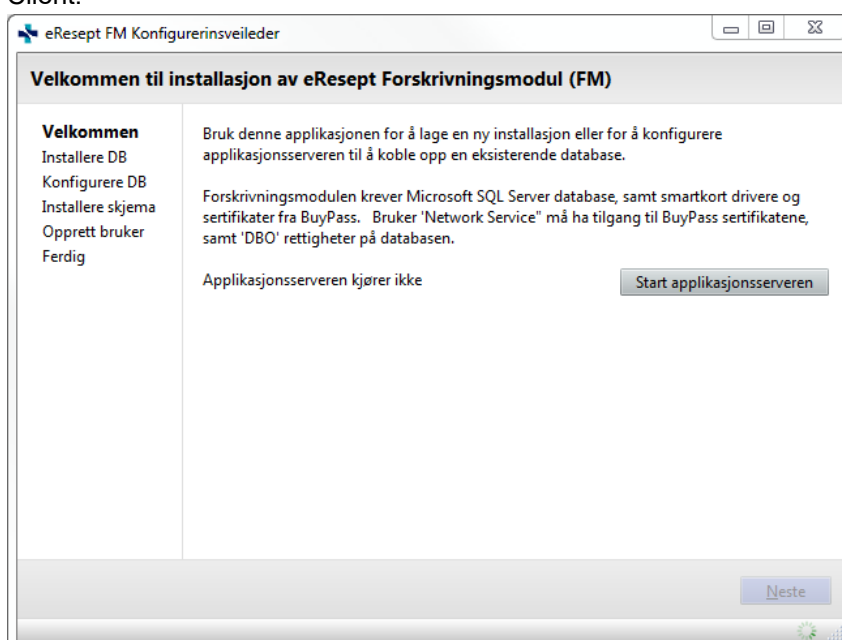 Client.
eResept FM Konfigurerinsveileder
Velkommen til installasjon av eResept Forskrivningsmodul (FM)
Velkommen
Installere DB
Konfigurere DB
Installere skjema
Opprett bruker
Ferdig
Bruk denne applikasjonen for å lage en ny installasjon eller for å konfigurere
applikasjonsserveren til å koble opp en eksisterende database.
Forskrivningsmodulen krever Microsoft SQL Server database, samt smartkort drivere og
sertifikater fra BuyPass. Bruker 'Network Service" må ha tilgang til BuyPass sertifikatene,
samt 'DBO' rettigheter på databasen.
Applikasjonsserveren kjører ikke
Start applikasjonsserveren
Neste